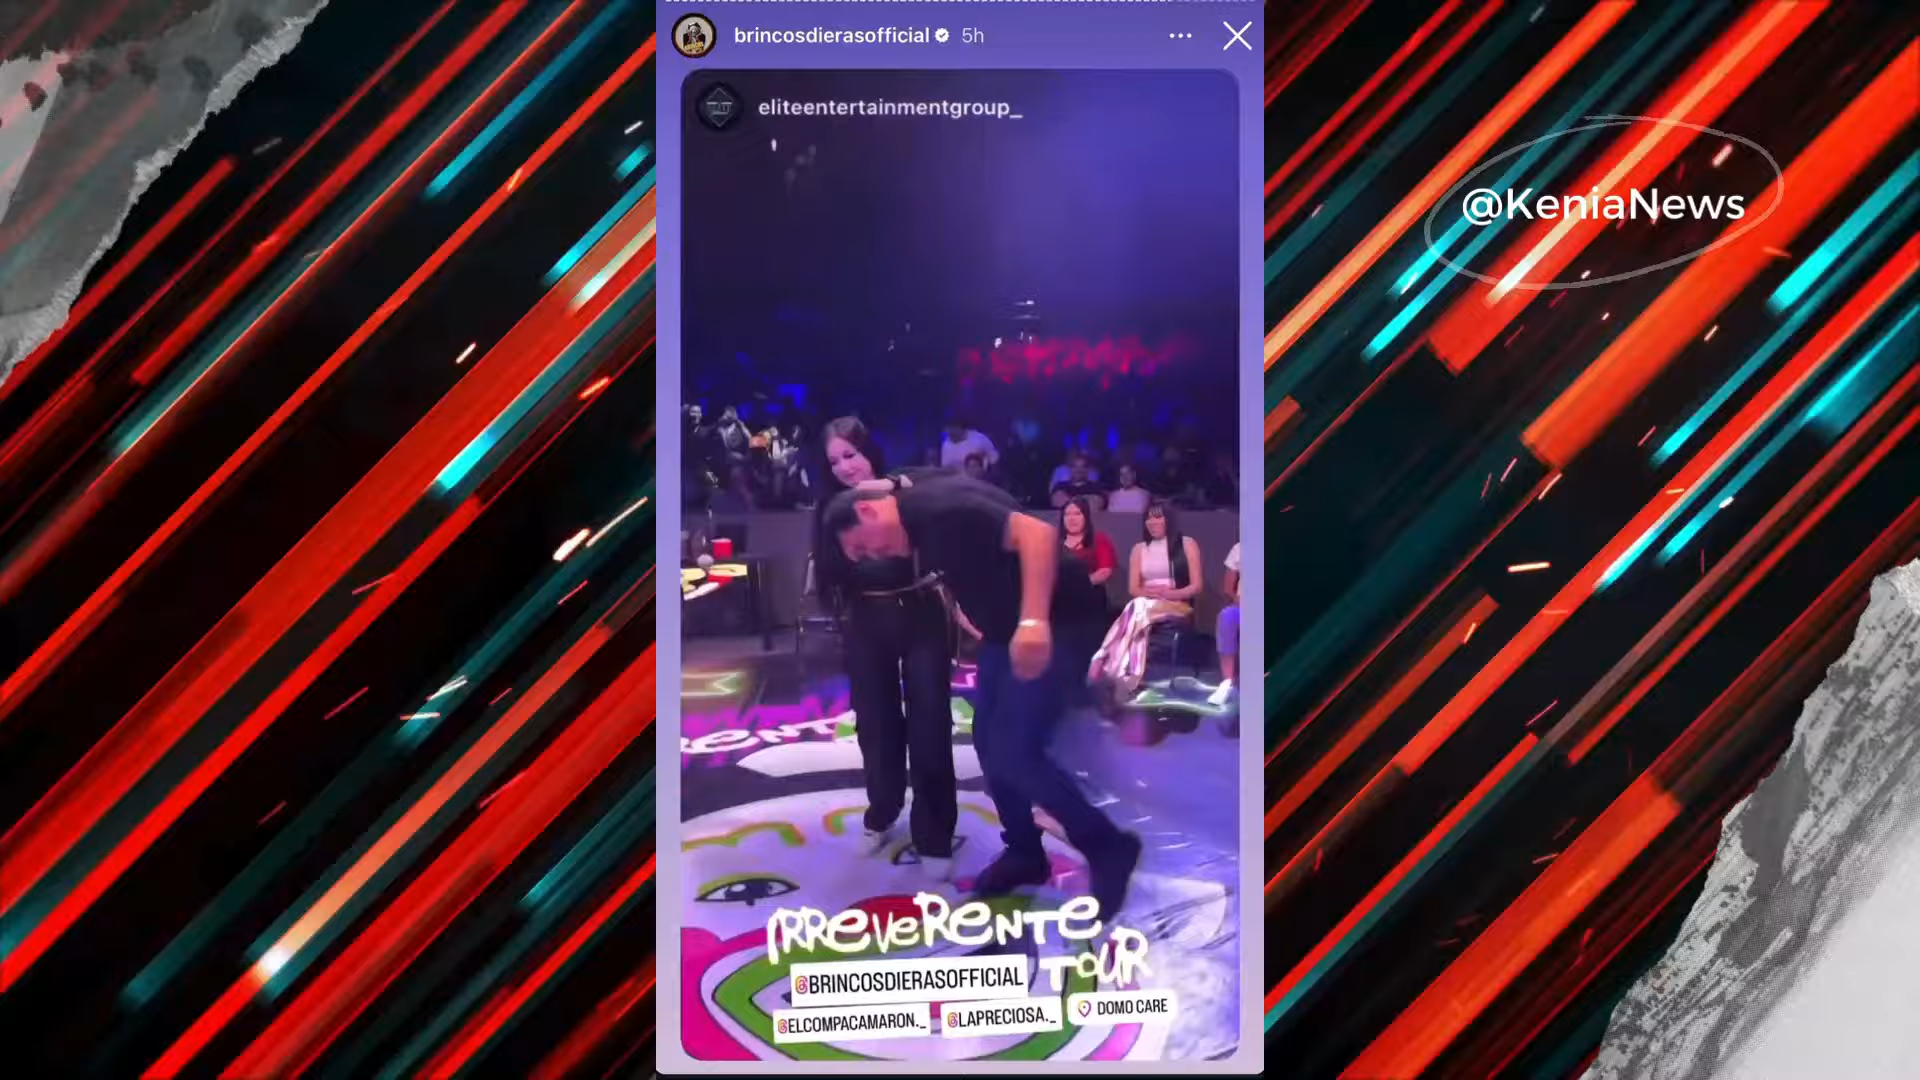 brincosdierasofficial 5h
eliteentertainmentgroup_
@KeniaNews
IRREVERENTE
TOUR
@BRINCOSDIERASOFFICIAL
@ELCOMPACAMARON._ @LAPRECIOSA._ DOMO CARE